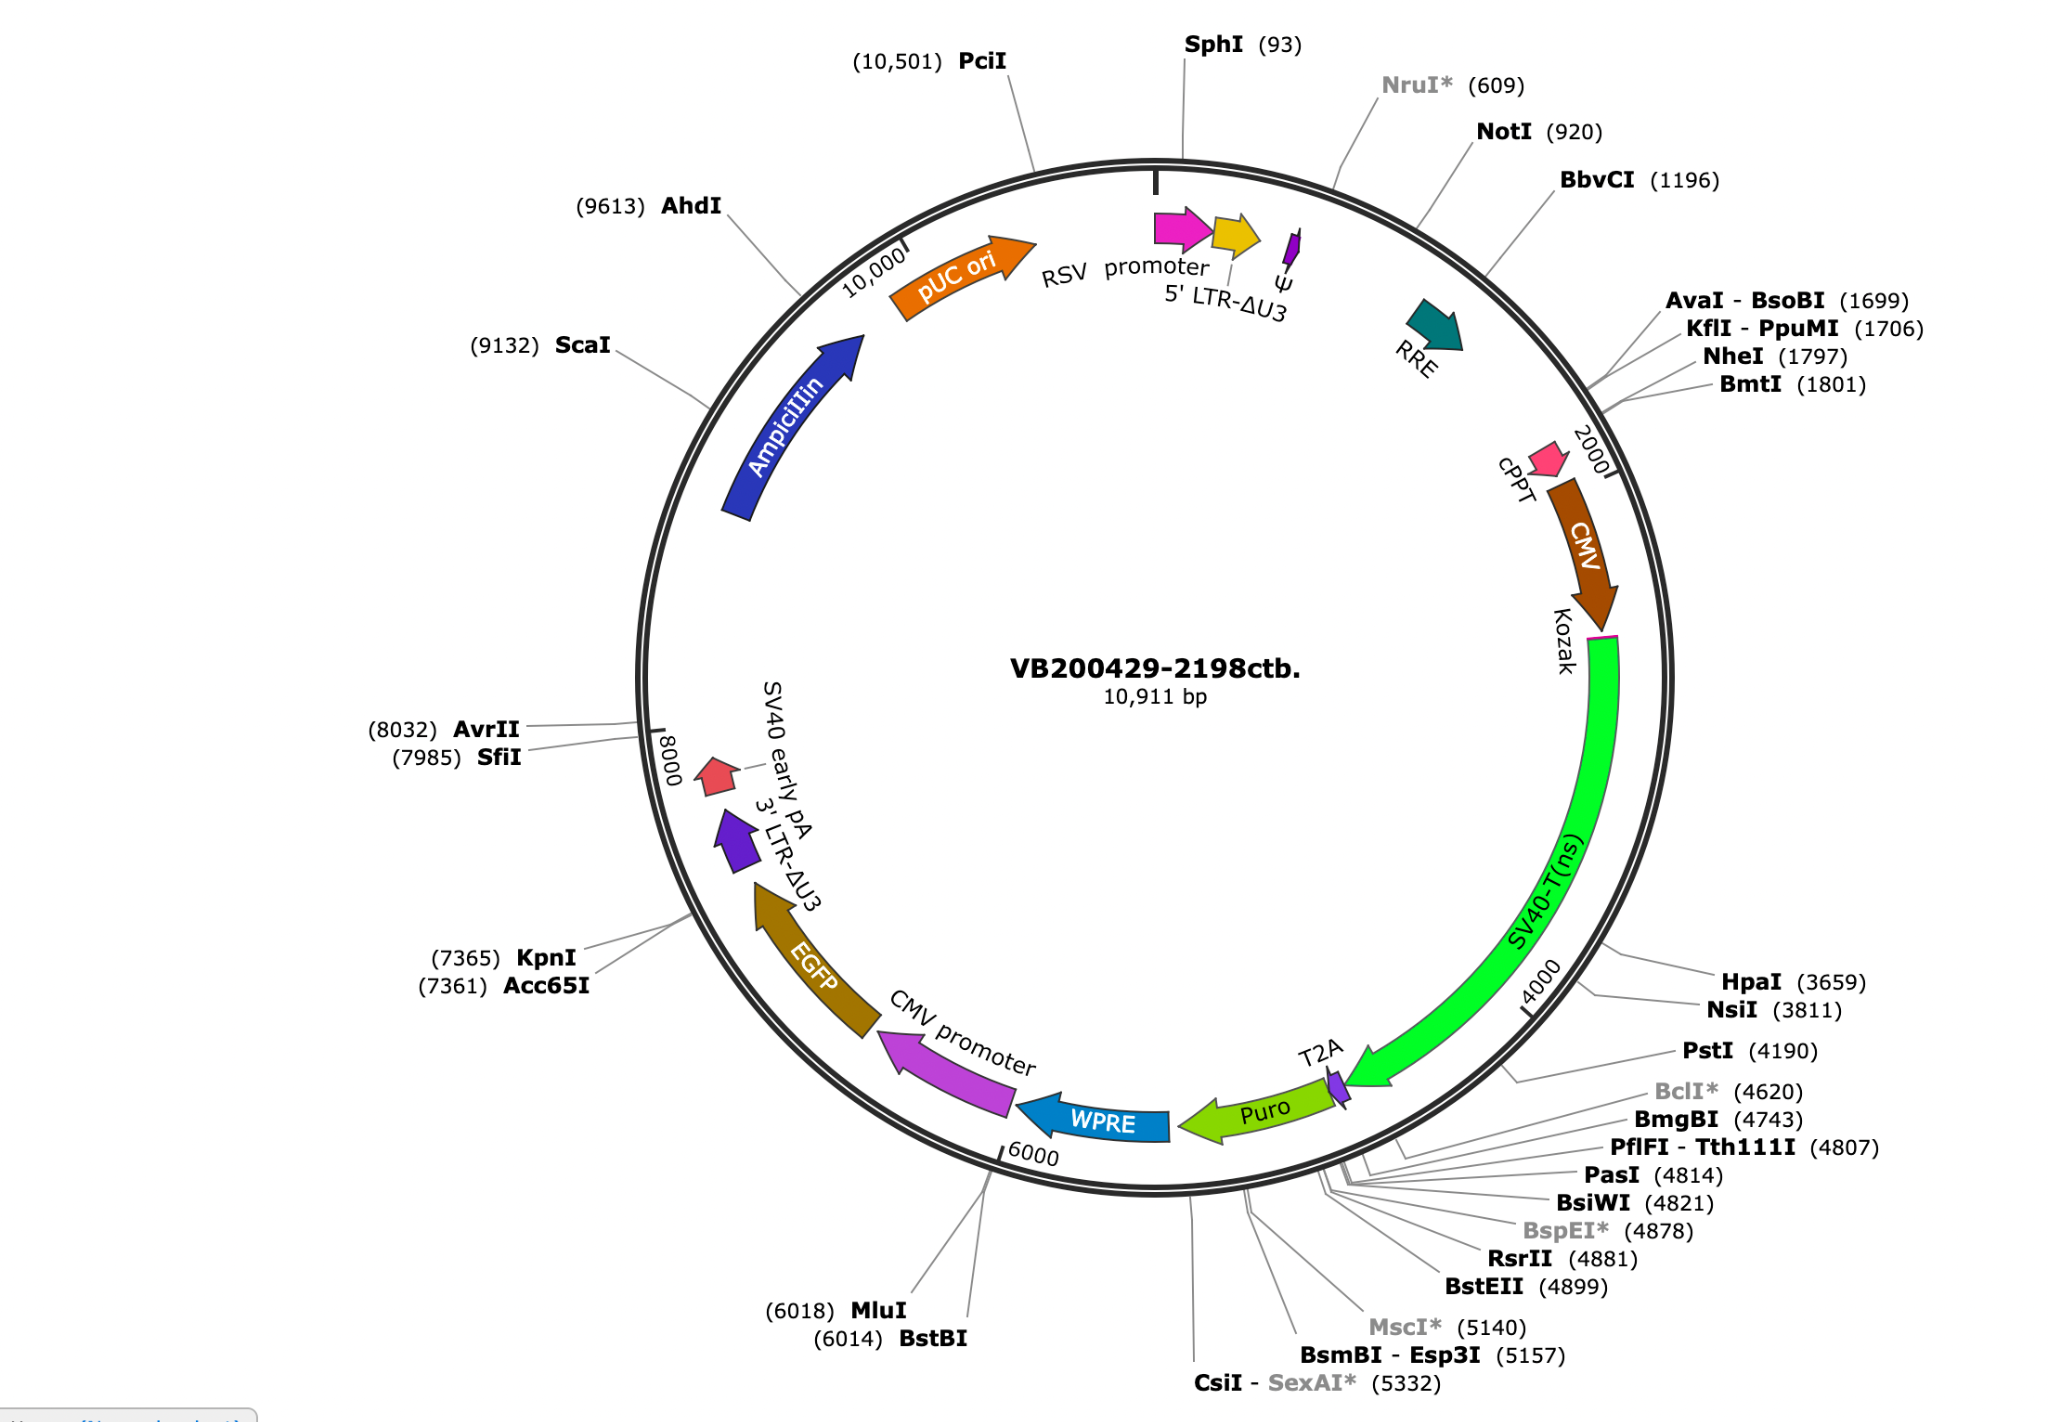 SphI (93)
(10,501) PciI
NruI* (609)
NotI (920)
BbvCI (1196)
(9613) AhdI
10,000
pUC ori
RSV promoter
5' LTR-ΔU3
Ψ
RRE
AvaI - BsoBI (1699)
KflI - PpuMI (1706)
NheI (1797)
BmtI (1801)
(9132) ScaI
AmpiciIIin
2000
cPPT
CMV
Kozak
VB200429-2198ctb.
10,911 bp
(8032) AvrII
(7985) SfiI
8000
SV40 early pA
3' LTR-ΔU3
SV40-T(ns)
(7365) KpnI
(7361) Acc65I
EGFP
CMV promoter
WPRE
Puro
T2A
4000
6000
HpaI (3659)
NsiI (3811)
PstI (4190)
BclI* (4620)
BmgBI (4743)
PflFI - Tth111I (4807)
PasI (4814)
BsiWI (4821)
BspEI* (4878)
RsrII (4881)
BstEII (4899)
(6018) MluI
(6014) BstBI
MscI* (5140)
BsmBI - Esp3I (5157)
CsiI - SexAI* (5332)